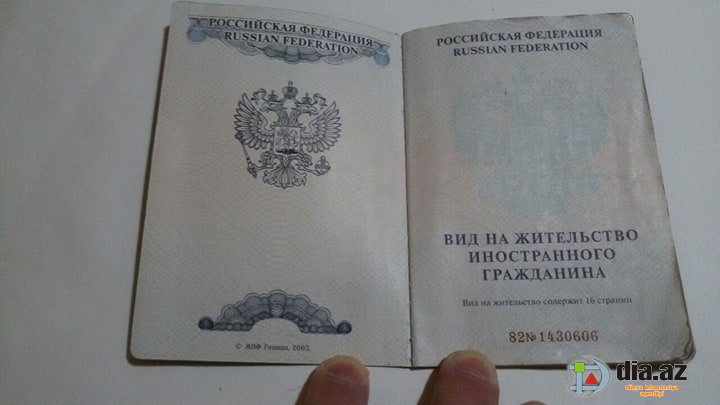 РОССИЙСКАЯ ФЕДЕРАЦИЯ
RUSSIAN FEDERATION
© МПФ Гознака, 2003.
РОССИЙСКАЯ ФЕДЕРАЦИЯ
RUSSIAN FEDERATION
ВИД НА ЖИТЕЛЬСТВО
ИНОСТРАННОГО
ГРАЖДАНИНА
Вид на жительство содержит 16 страниц
82№1430606
dia.az